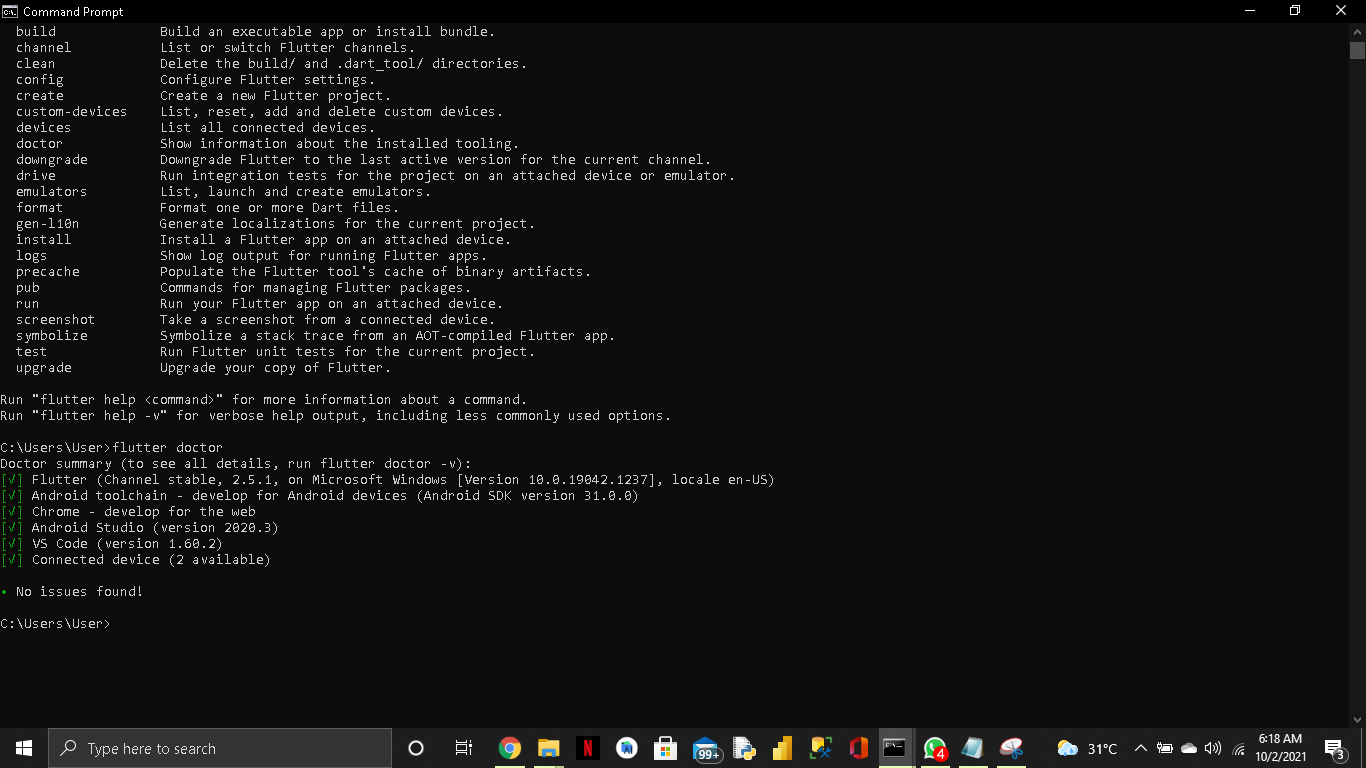 Command Prompt
build Build an executable app or install bundle.
channel List or switch Flutter channels.
clean Delete the build/ and .dart_tool/ directories.
config Configure Flutter settings.
create Create a new Flutter project.
custom-devices List, reset, add and delete custom devices.
devices List all connected devices.
doctor Show information about the installed tooling.
downgrade Downgrade Flutter to the last active version for the current channel.
drive Run integration tests for the project on an attached device or emulator.
emulators List, launch and create emulators.
format Format one or more Dart files.
gen-l10n Generate localizations for the current project.
install Install a Flutter app on an attached device.
logs Show log output for running Flutter apps.
precache Populate the Flutter tool's cache of binary artifacts.
pub Commands for managing Flutter packages.
run Run your Flutter app on an attached device.
screenshot Take a screenshot from a connected device.
symbolize Symbolize a stack trace from an AOT-compiled Flutter app.
test Run Flutter unit tests for the current project.
upgrade Upgrade your copy of Flutter.
Run "flutter help <command>" for more information about a command.
Run "flutter help -v" for verbose help output, including less commonly used options.
C:\Users\User>flutter doctor
Doctor summary (to see all details, run flutter doctor -v):
[√] Flutter (Channel stable, 2.5.1, on Microsoft Windows [Version 10.0.19042.1237], locale en-US)
[√] Android toolchain - develop for Android devices (Android SDK version 31.0.0)
[√] Chrome - develop for the web
[√] Android Studio (version 2020.3)
[√] VS Code (version 1.60.2)
[√] Connected device (2 available)
• No issues found!
C:\Users\User>
Type here to search
N
99+
4
31°C
6:18 AM
10/2/2021
3